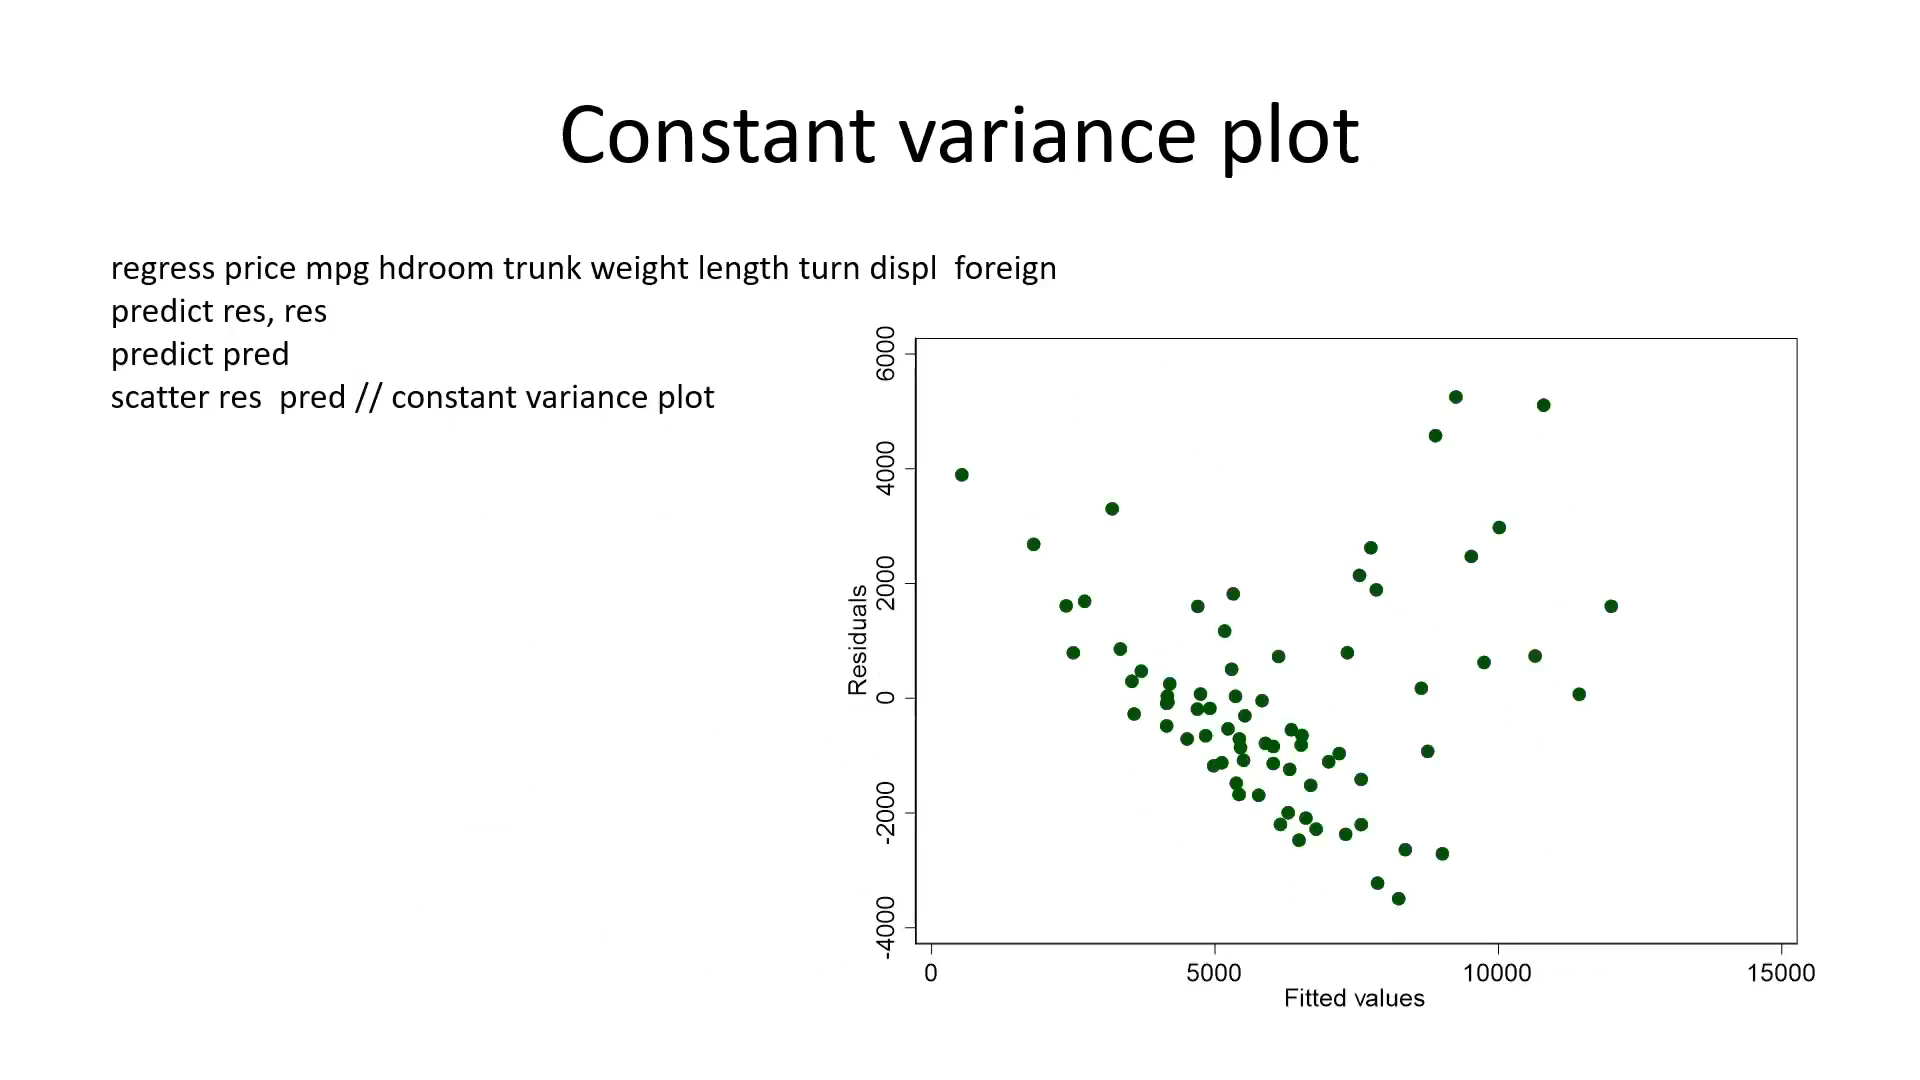 Constant variance plot
regress price mpg hdroom trunk weight length turn displ  foreign
predict res, res
predict pred
scatter res  pred // constant variance plot
6000
4000
2000
0
-2000
-4000
Residuals
0 5000 10000 15000
Fitted values